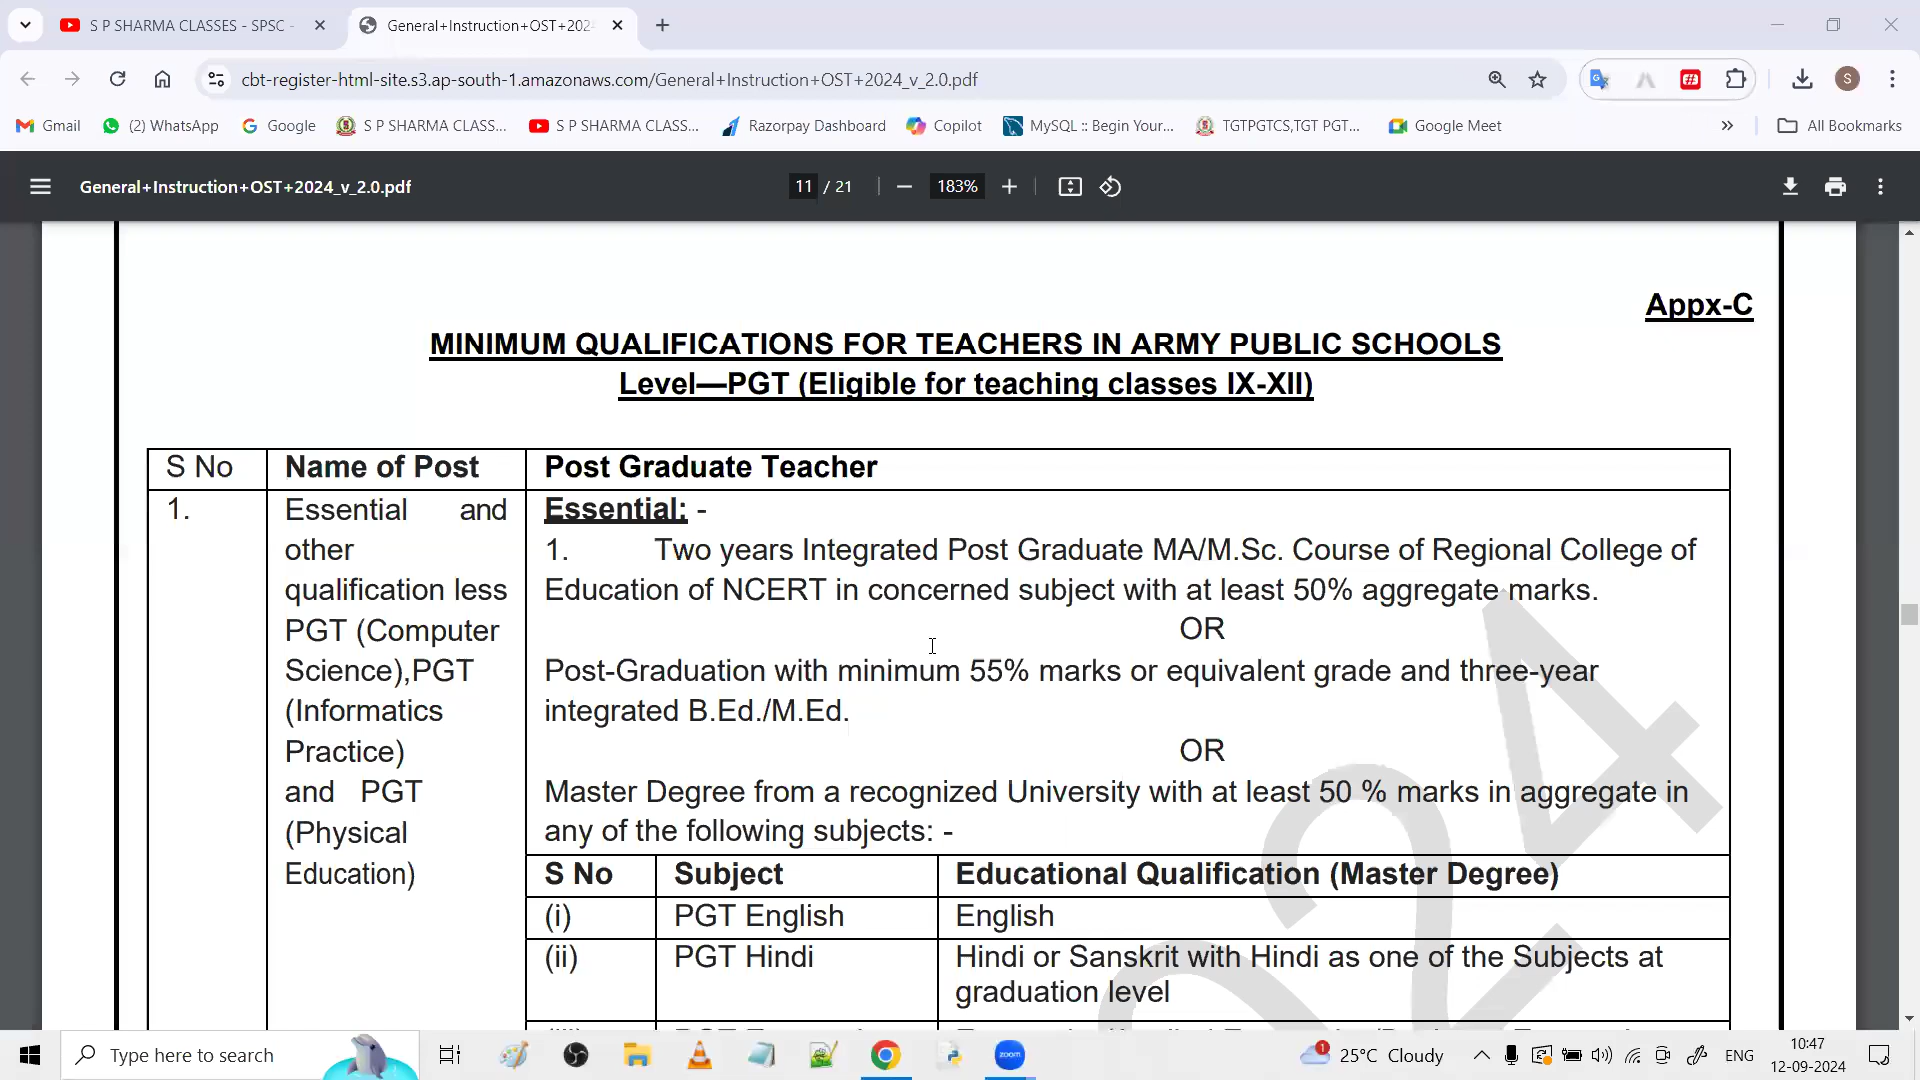 S P SHARMA CLASSES - SPSC -
General+Instruction+OST+202
cbt-register-html-site.s3.ap-south-1.amazonaws.com/General+Instruction+OST+2024_v_2.0.pdf
S
Gmail
(2) WhatsApp
Google
S P SHARMA CLASS...
S P SHARMA CLASS...
Razorpay Dashboard
Copilot
MySQL :: Begin Your...
TGTPGTCS,TGT PGT...
Google Meet
All Bookmarks
General+Instruction+OST+2024_v_2.0.pdf
11 / 21
183%
Appx-C
MINIMUM QUALIFICATIONS FOR TEACHERS IN ARMY PUBLIC SCHOOLS
Level—PGT (Eligible for teaching classes IX-XII)
S No
Name of Post
Post Graduate Teacher
1.
Essential and
other
qualification less
PGT (Computer
Science),PGT
(Informatics
Practice)
and PGT
(Physical
Education)
Essential: -
1. Two years Integrated Post Graduate MA/M.Sc. Course of Regional College of
Education of NCERT in concerned subject with at least 50% aggregate marks.
OR
Post-Graduation with minimum 55% marks or equivalent grade and three-year
integrated B.Ed./M.Ed.
OR
Master Degree from a recognized University with at least 50 % marks in aggregate in
any of the following subjects: -
S No
Subject
Educational Qualification (Master Degree)
(i)
PGT English
English
(ii)
PGT Hindi
Hindi or Sanskrit with Hindi as one of the Subjects at
graduation level
Type here to search
zoom
1
25°C Cloudy
ENG
10:47
12-09-2024